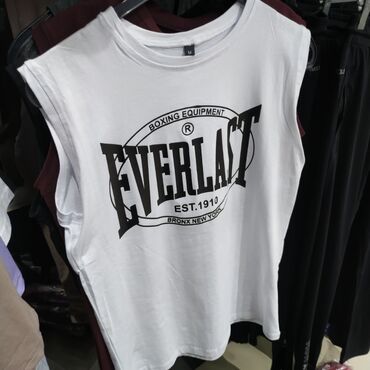 BOXING EQUIPMENT
®
EVERLAST
EST.1910
BRONX NEW YORK